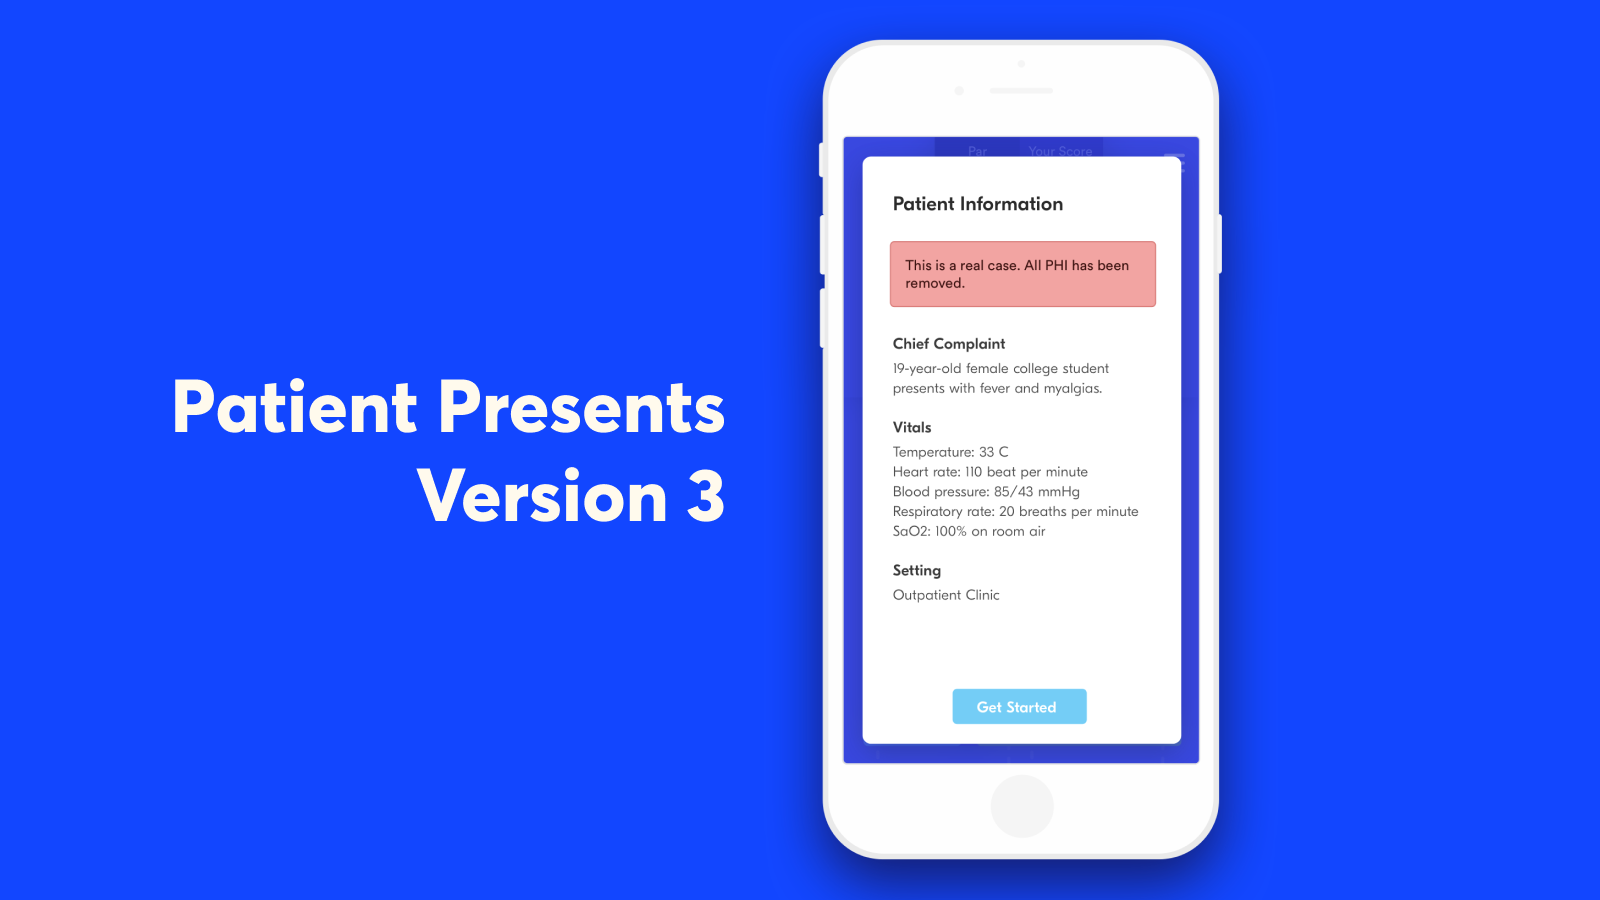 Patient Presents
Version 3
Par
Your Score
Patient Information
This is a real case. All PHI has been
removed.
Chief Complaint
19-year-old female college student
presents with fever and myalgias.
Vitals
Temperature: 33 C
Heart rate: 110 beat per minute
Blood pressure: 85/43 mmHg
Respiratory rate: 20 breaths per minute
SaO2: 100% on room air
Setting
Outpatient Clinic
Get Started